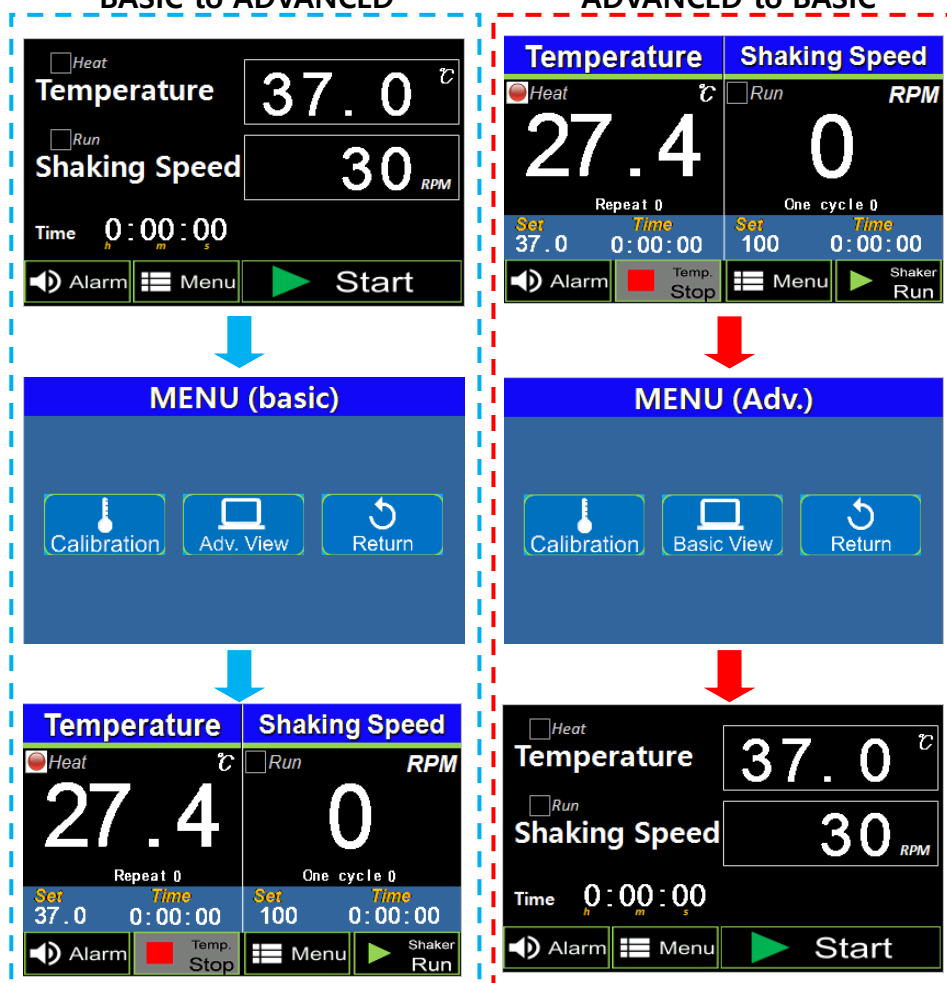 BASIC to ADVANCED
Heat
Temperature 37.0 ℃
Run
Shaking Speed 30 RPM
Time 0:00:00
h m s
Alarm Menu Start
MENU (basic)
Calibration Adv. View Return
Temperature Shaking Speed
Heat ℃ Run RPM
27.4 0
Repeat 0 One cycle 0
Set Time Set Time
37.0 0:00:00 100 0:00:00
Alarm Temp. Stop Menu Shaker Run
ADVANCED to BASIC
Temperature Shaking Speed
Heat ℃ Run RPM
27.4 0
Repeat 0 One cycle 0
Set Time Set Time
37.0 0:00:00 100 0:00:00
Alarm Temp. Stop Menu Shaker Run
MENU (Adv.)
Calibration Basic View Return
Heat
Temperature 37.0 ℃
Run
Shaking Speed 30 RPM
Time 0:00:00
h m s
Alarm Menu Start